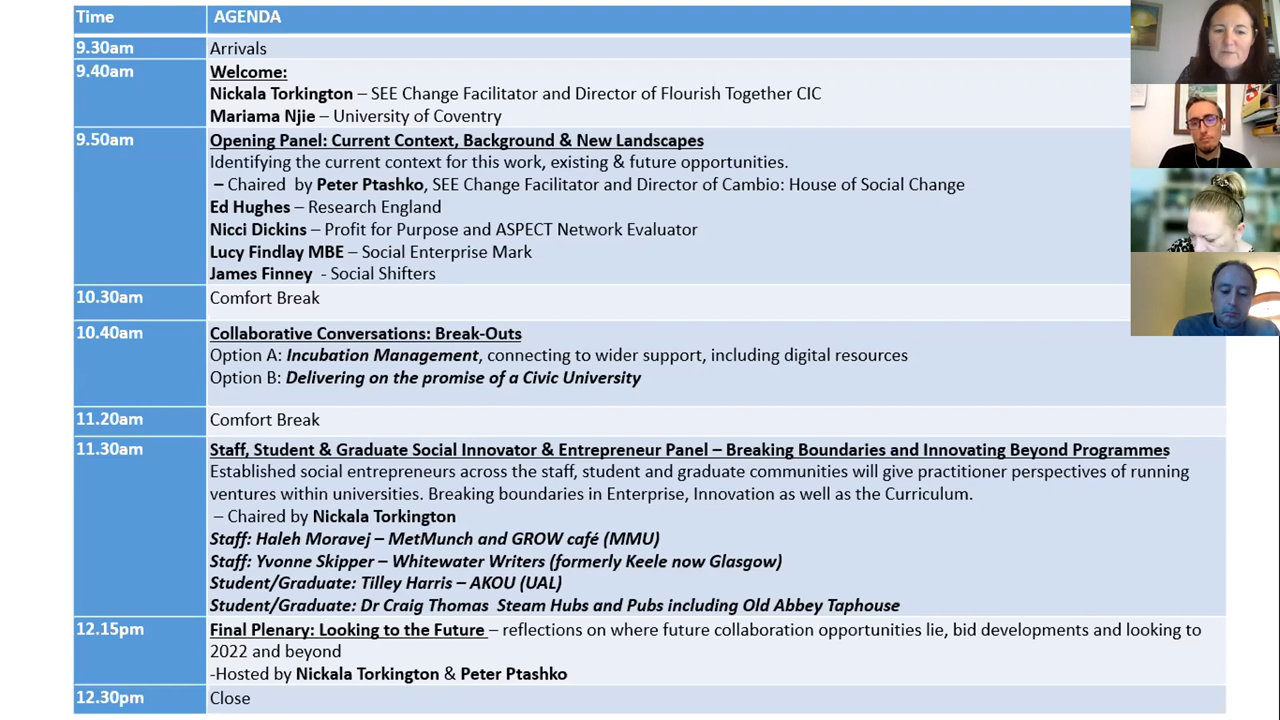 Time AGENDA
9.30am Arrivals
9.40am Welcome:
Nickala Torkington – SEE Change Facilitator and Director of Flourish Together CIC
Mariama Njie – University of Coventry
9.50am Opening Panel: Current Context, Background & New Landscapes
Identifying the current context for this work, existing & future opportunities.
– Chaired by Peter Ptashko, SEE Change Facilitator and Director of Cambio: House of Social Change
Ed Hughes – Research England
Nicci Dickins – Profit for Purpose and ASPECT Network Evaluator
Lucy Findlay MBE – Social Enterprise Mark
James Finney - Social Shifters
10.30am Comfort Break
10.40am Collaborative Conversations: Break-Outs
Option A: Incubation Management, connecting to wider support, including digital resources
Option B: Delivering on the promise of a Civic University
11.20am Comfort Break
11.30am Staff, Student & Graduate Social Innovator & Entrepreneur Panel – Breaking Boundaries and Innovating Beyond Programmes
Established social entrepreneurs across the staff, student and graduate communities will give practitioner perspectives of running
ventures within universities. Breaking boundaries in Enterprise, Innovation as well as the Curriculum.
– Chaired by Nickala Torkington
Staff: Haleh Moravej – MetMunch and GROW café (MMU)
Staff: Yvonne Skipper – Whitewater Writers (formerly Keele now Glasgow)
Student/Graduate: Tilley Harris – AKOU (UAL)
Student/Graduate: Dr Craig Thomas Steam Hubs and Pubs including Old Abbey Taphouse
12.15pm Final Plenary: Looking to the Future – reflections on where future collaboration opportunities lie, bid developments and looking to
2022 and beyond
-Hosted by Nickala Torkington & Peter Ptashko
12.30pm Close